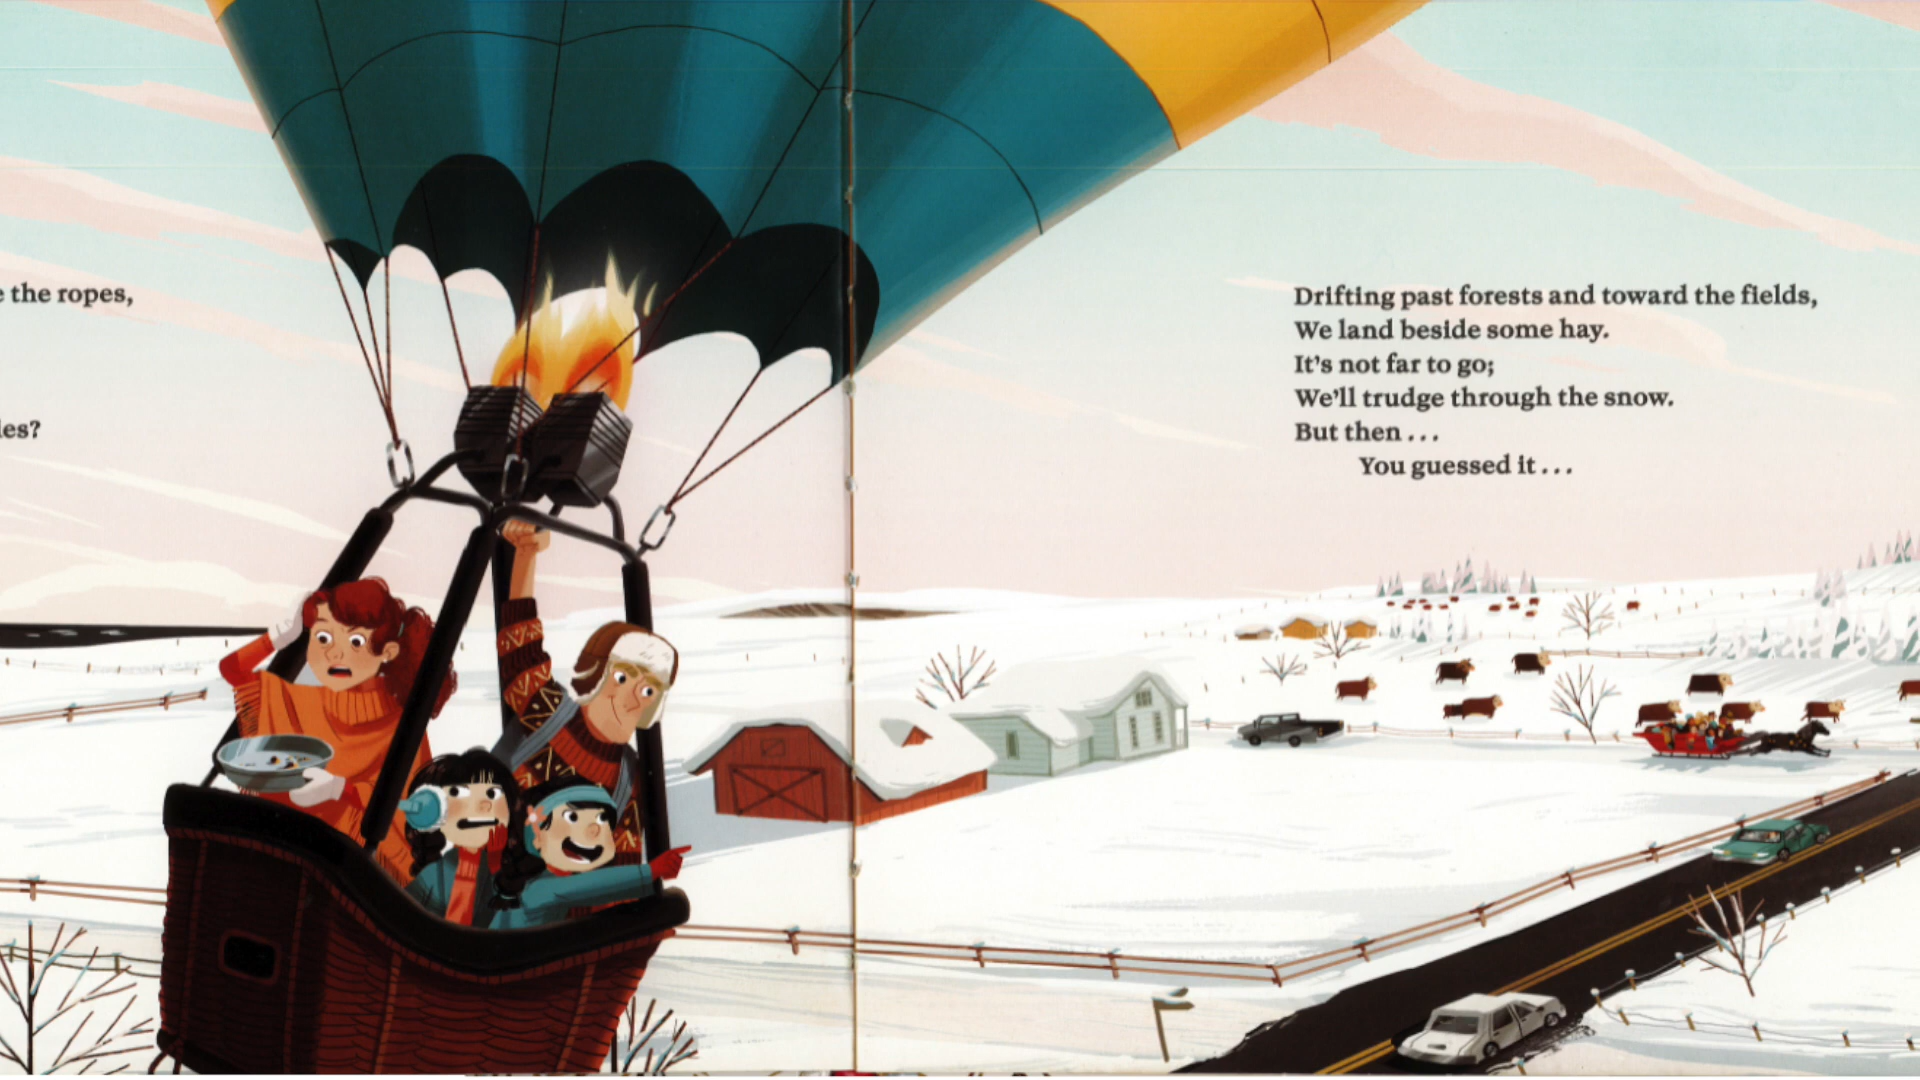 the ropes,
Drifting past forests and toward the fields,
We land beside some hay.
It's not far to go;
We'll trudge through the snow.
But then . . .
You guessed it . . .